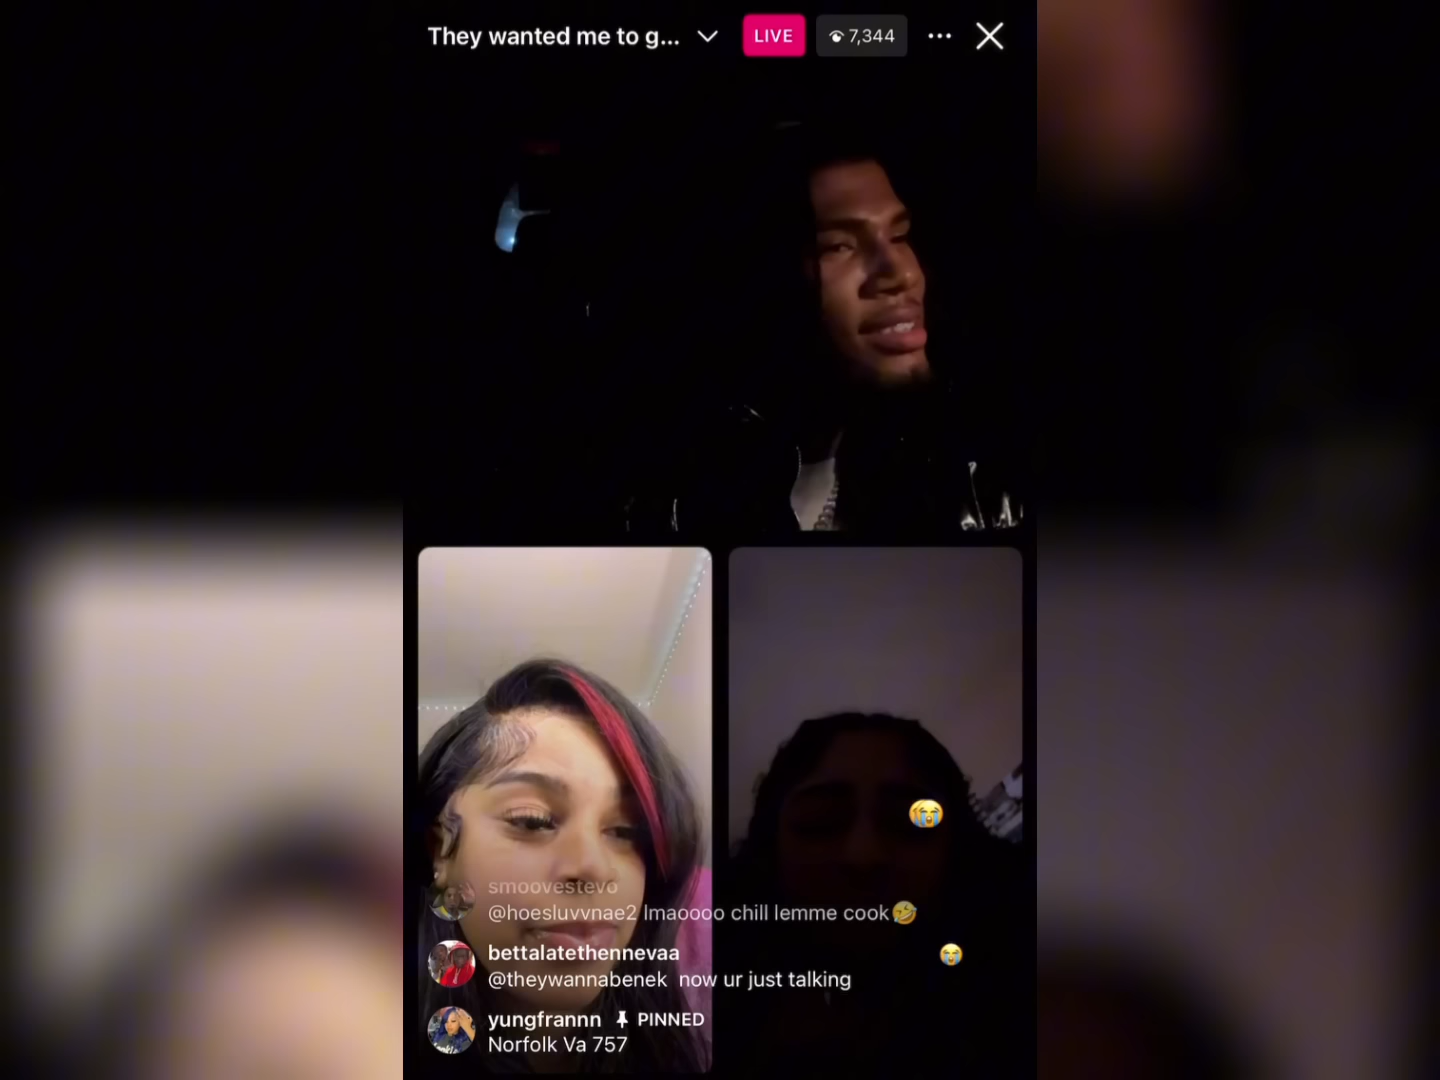 They wanted me to g...
LIVE
7,344
smoovestevo
@hoesluvvnae2 lmaoooo chill lemme cook🤣
bettalatethennevaa
@theywannabenek now ur just talking
yungfrannn PINNED
Norfolk Va 757